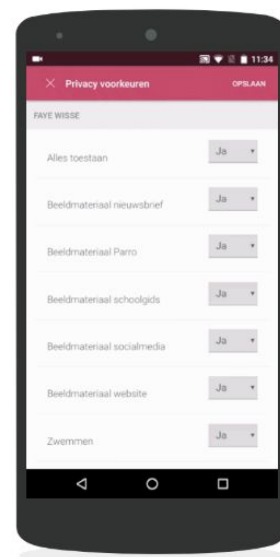 11:34
Privacy voorkeuren OPSLAAN
FAYE WISSE
Alles toestaan Ja
Beeldmateriaal nieuwsbrief Ja
Beeldmateriaal Parro Ja
Beeldmateriaal schoolgids Ja
Beeldmateriaal socialmedia Ja
Beeldmateriaal website Ja
Zwemmen Ja